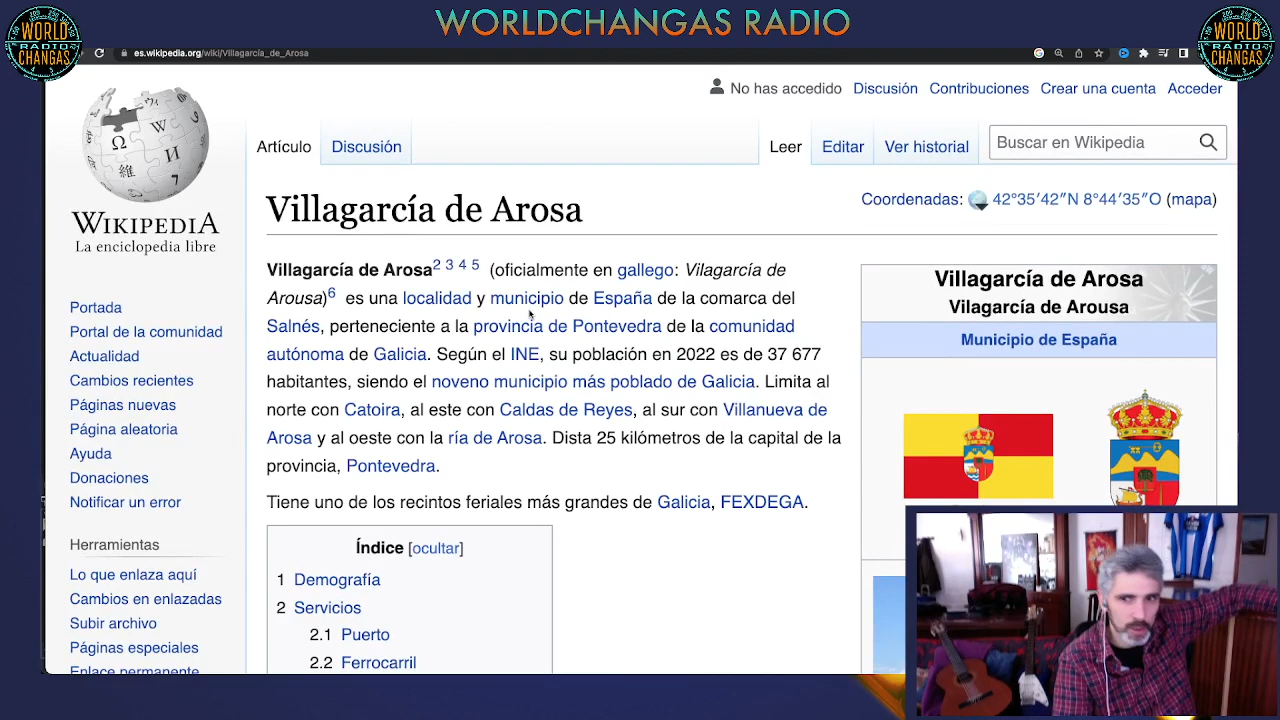 WORLDCHANGAS RADIO
WORLD
RADIO
CHANGAS
WORLD
RADIO
CHANGAS
es.wikipedia.org/wiki/Villagarcía_de_Arosa
No has accedido Discusión Contribuciones Crear una cuenta Acceder
Artículo Discusión Leer Editar Ver historial Buscar en Wikipedia
WIKIPEDIA
La enciclopedia libre
Portada
Portal de la comunidad
Actualidad
Cambios recientes
Páginas nuevas
Página aleatoria
Ayuda
Donaciones
Notificar un error
Herramientas
Lo que enlaza aquí
Cambios en enlazadas
Subir archivo
Páginas especiales
Enlace permanente
Villagarcía de Arosa
Coordenadas: 42°35′42″N 8°44′35″O (mapa)
Villagarcía de Arosa2 3 4 5 (oficialmente en gallego: Vilagarcía de
Arousa)6 es una localidad y municipio de España de la comarca del
Salnés, perteneciente a la provincia de Pontevedra de la comunidad
autónoma de Galicia. Según el INE, su población en 2022 es de 37 677
habitantes, siendo el noveno municipio más poblado de Galicia. Limita al
norte con Catoira, al este con Caldas de Reyes, al sur con Villanueva de
Arosa y al oeste con la ría de Arosa. Dista 25 kilómetros de la capital de la
provincia, Pontevedra.
Tiene uno de los recintos feriales más grandes de Galicia, FEXDEGA.
Índice [ocultar]
1 Demografía
2 Servicios
2.1 Puerto
2.2 Ferrocarril
Villagarcía de Arosa
Vilagarcía de Arousa
Municipio de España